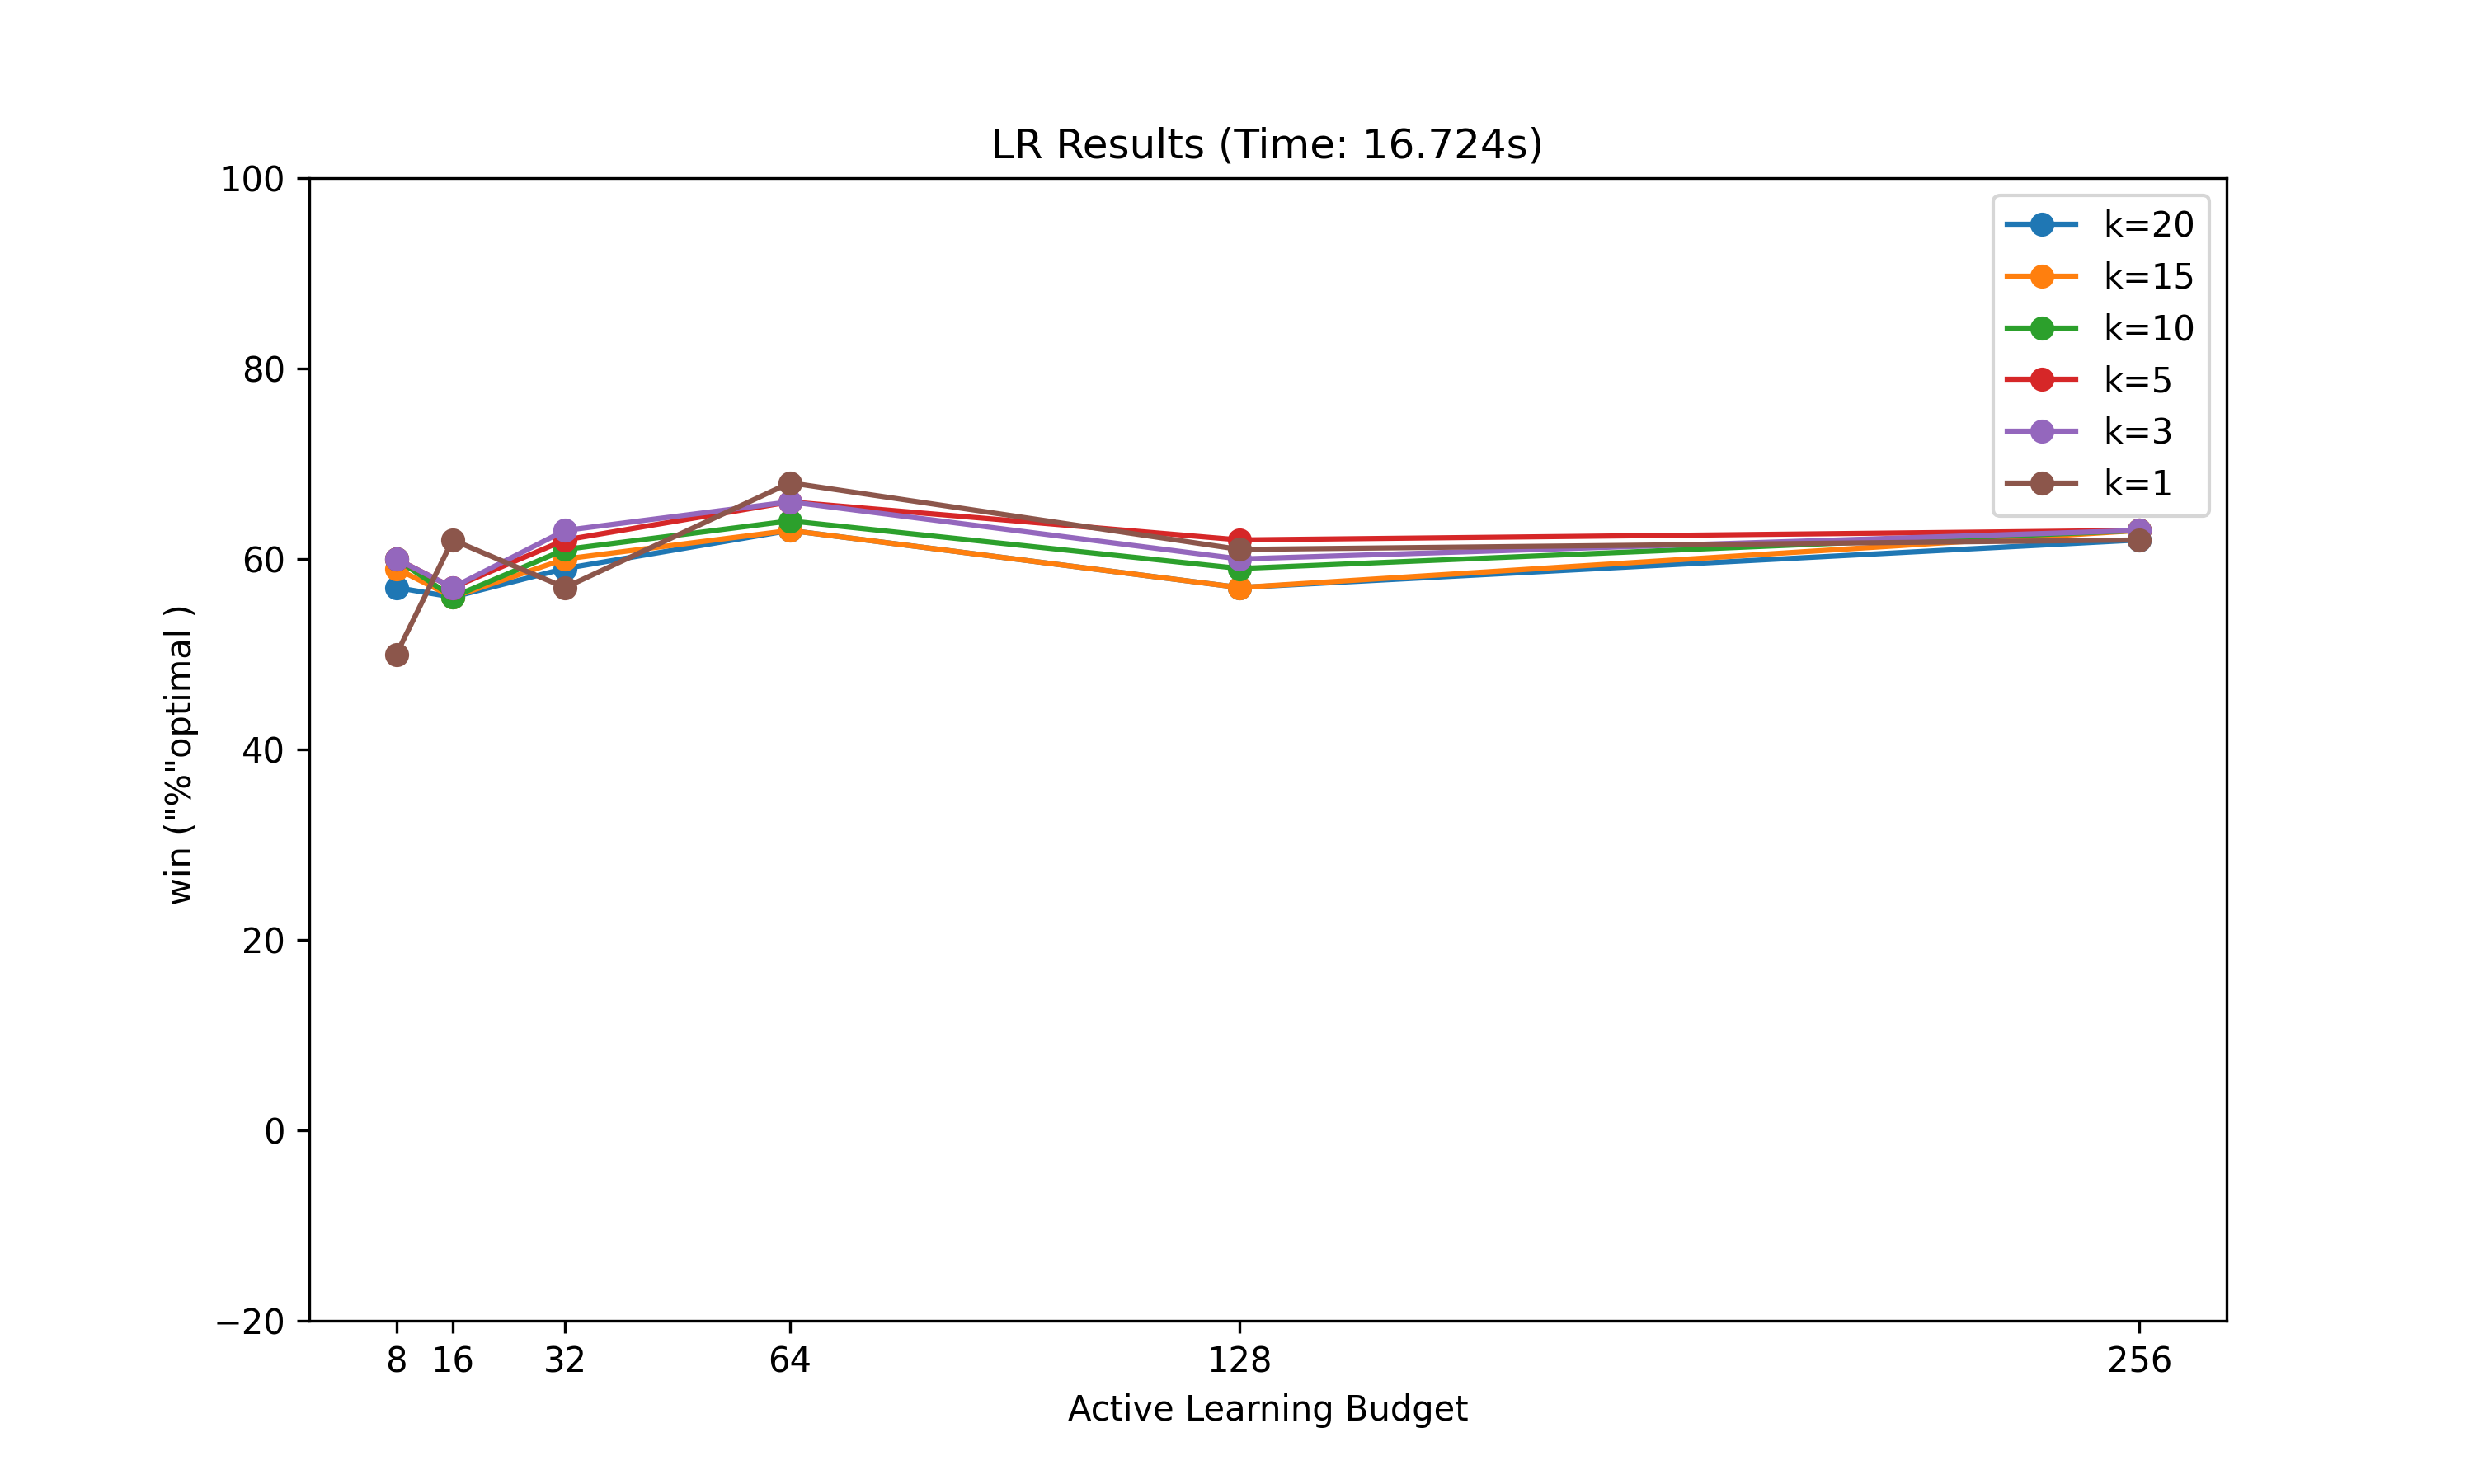 LR Results (Time: 16.724s)
100
80
60
40
20
0
−20
win ("%"optimal )
k=20
k=15
k=10
k=5
k=3
k=1
8 16 32 64 128 256
Active Learning Budget